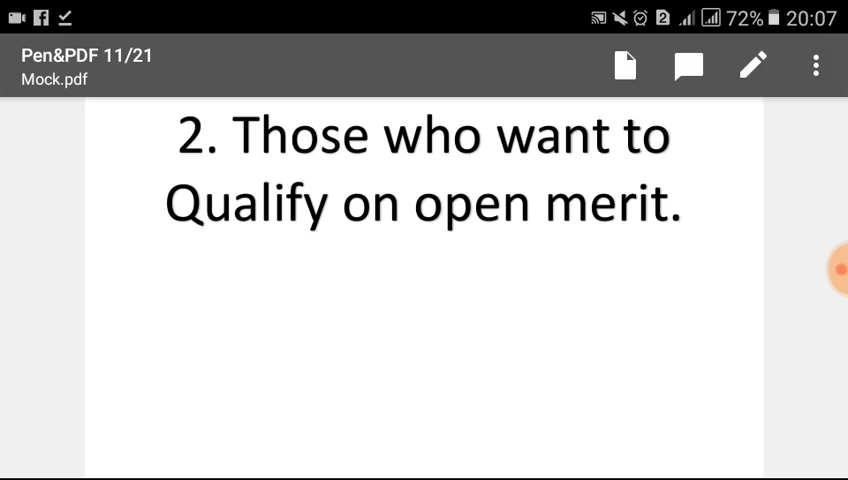 72% 20:07
Pen&PDF 11/21
Mock.pdf
2. Those who want to
Qualify on open merit.